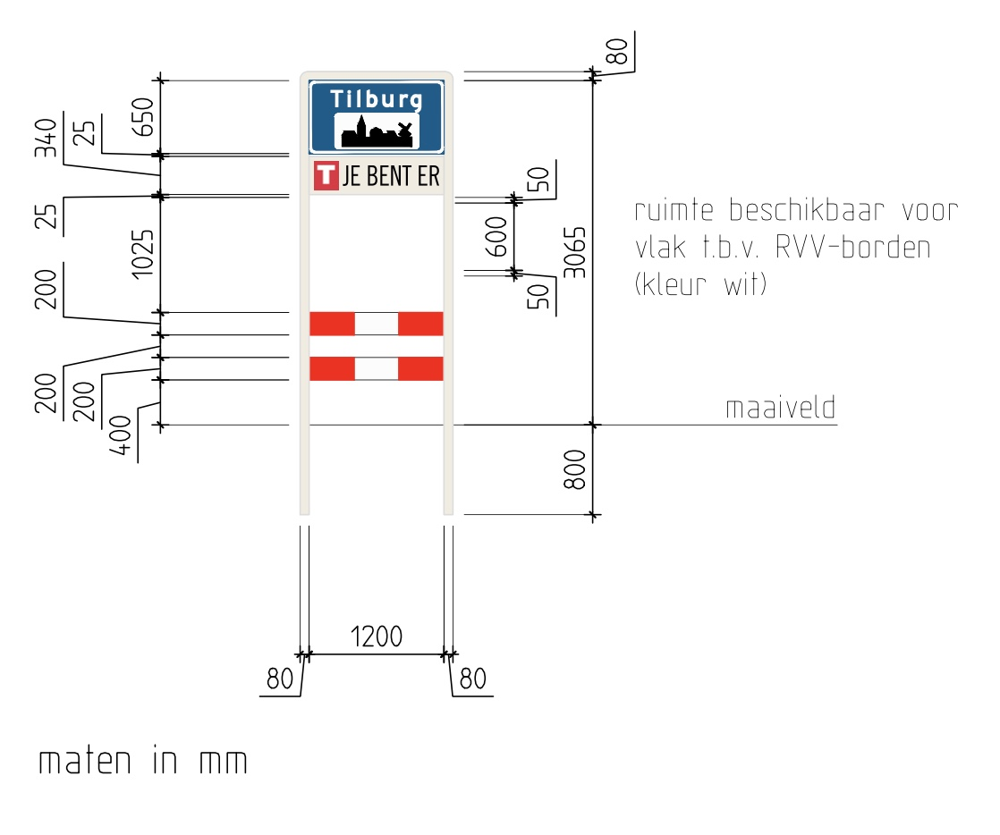 80
650
340
25
Tilburg
T JE BENT ER
25
1025
200
50
600
50
3065
ruimte beschikbaar voor
vlak t.b.v. RVV-borden
(kleur wit)
200
200
400
maaiveld
800
1200
80
80
maten in mm